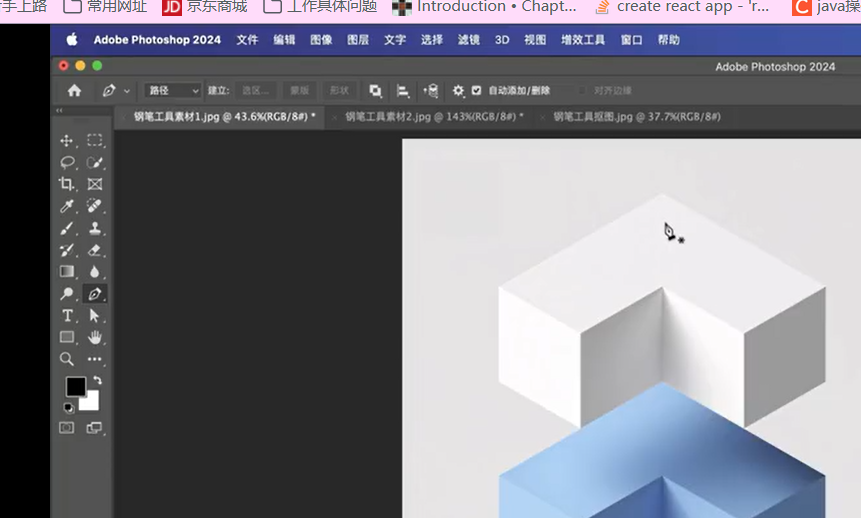 手上路 常用网址 JD 京东商城 工作具体问题 Introduction • Chapt... create react app - 'r... C java操
Adobe Photoshop 2024 文件 编辑 图像 图层 文字 选择 滤镜 3D 视图 增效工具 窗口 帮助
Adobe Photoshop 2024
路径 建立: 选区... 蒙版 形状 自动添加/删除 对齐边缘
钢笔工具素材1.jpg @ 43.6%(RGB/8#) * 钢笔工具素材2.jpg @ 143%(RGB/8#) * 钢笔工具抠图.jpg @ 37.7%(RGB/8#)
T